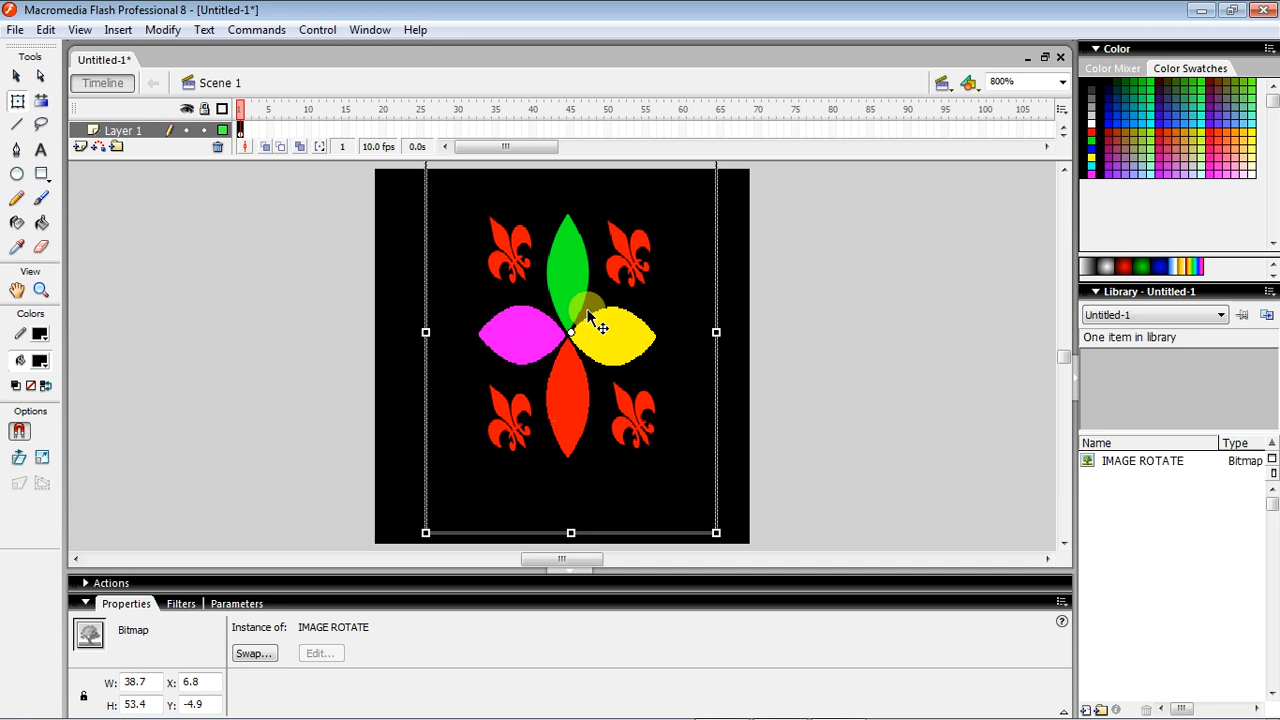 Macromedia Flash Professional 8 - [Untitled-1*]
File Edit View Insert Modify Text Commands Control Window Help
Tools
View
Colors
Options
Untitled-1*
Timeline
Scene 1
800%
5 10 15 20 25 30 35 40 45 50 55 60 65 70 75 80 85 90 95 100 105
Layer 1
1 10.0 fps 0.0s
Actions
Properties Filters Parameters
Bitmap
Instance of: IMAGE ROTATE
Swap... Edit...
W: 38.7 X: 6.8
H: 53.4 Y: -4.9
Color
Color Mixer Color Swatches
Library - Untitled-1
Untitled-1
One item in library
Name Type
IMAGE ROTATE Bitmap